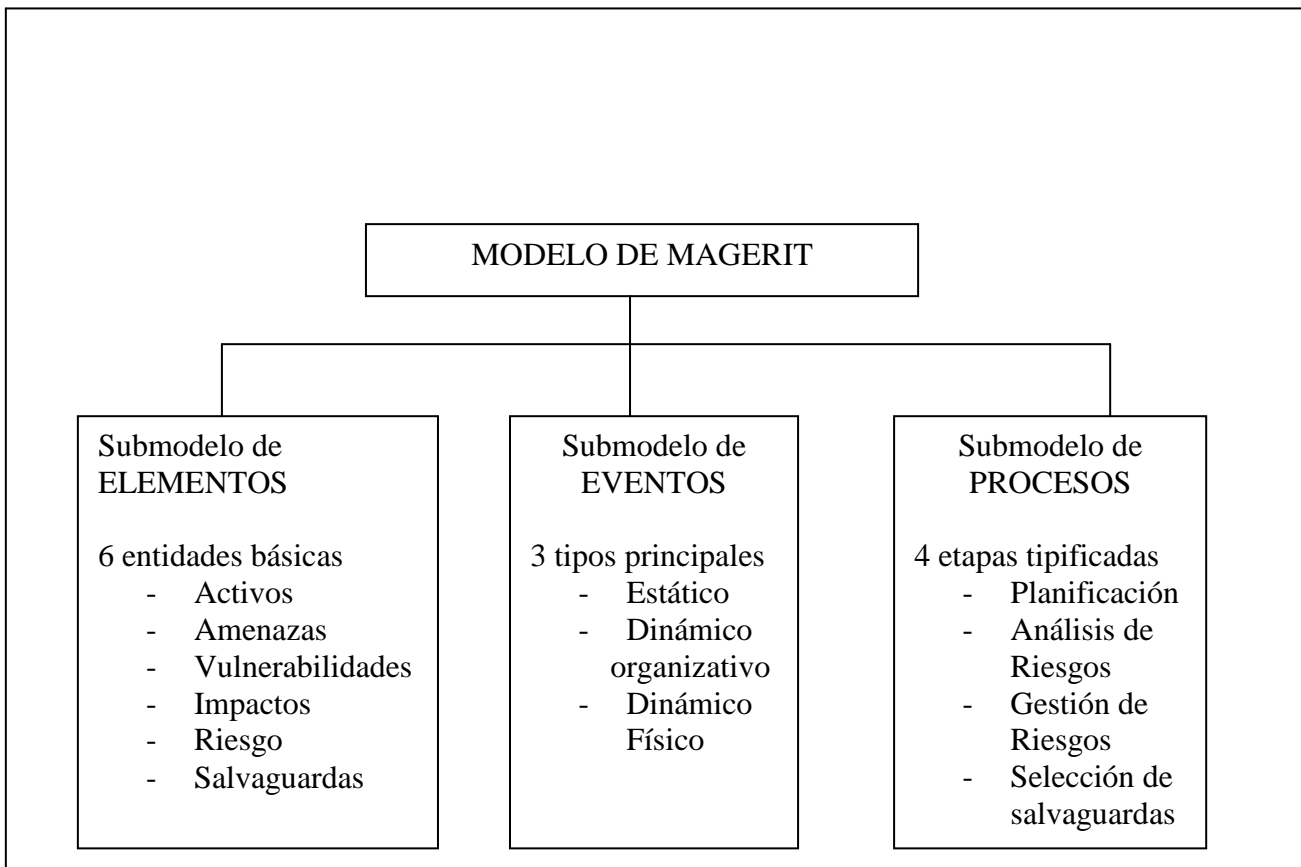 MODELO DE MAGERIT
Submodelo de
ELEMENTOS
6 entidades básicas
- Activos
- Amenazas
- Vulnerabilidades
- Impactos
- Riesgo
- Salvaguardas
Submodelo de
EVENTOS
3 tipos principales
- Estático
- Dinámico
organizativo
- Dinámico
Físico
Submodelo de
PROCESOS
4 etapas tipificadas
- Planificación
- Análisis de
Riesgos
- Gestión de
Riesgos
- Selección de
salvaguardas